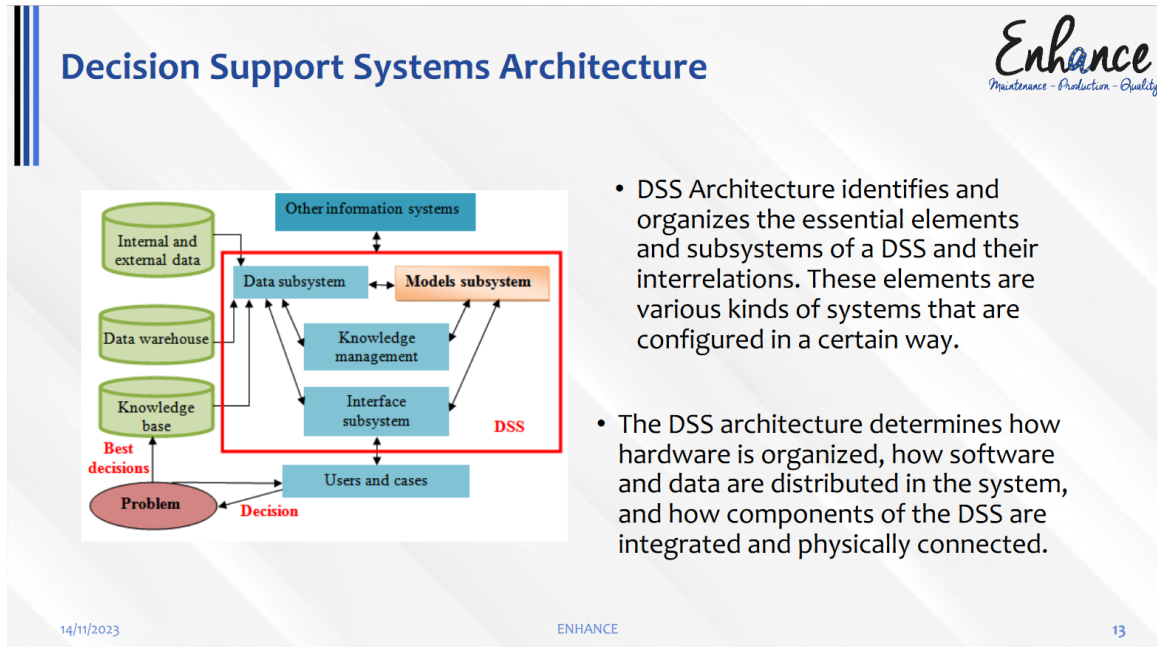 Decision Support Systems Architecture
Enhance
Maintenance - Production - Quality
Other information systems
Internal and
external data
Data subsystem
Models subsystem
Data warehouse
Knowledge
management
Knowledge
base
Interface
subsystem
DSS
Best
decisions
Users and cases
Problem
Decision
• DSS Architecture identifies and
organizes the essential elements
and subsystems of a DSS and their
interrelations. These elements are
various kinds of systems that are
configured in a certain way.
• The DSS architecture determines how
hardware is organized, how software
and data are distributed in the system,
and how components of the DSS are
integrated and physically connected.
14/11/2023
ENHANCE
13